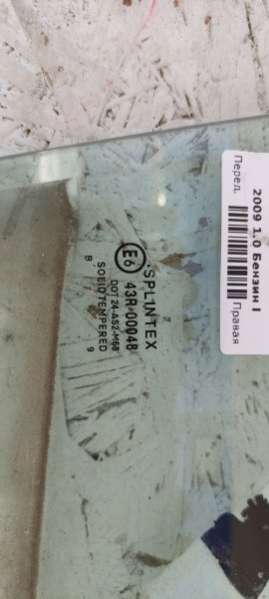 SPLINTEX
E6 43R-00048
DOT 24-AS2-M68
SOLIDTEMPERED
B 9
2009 1.0 Бензин I
Перед.
Правая